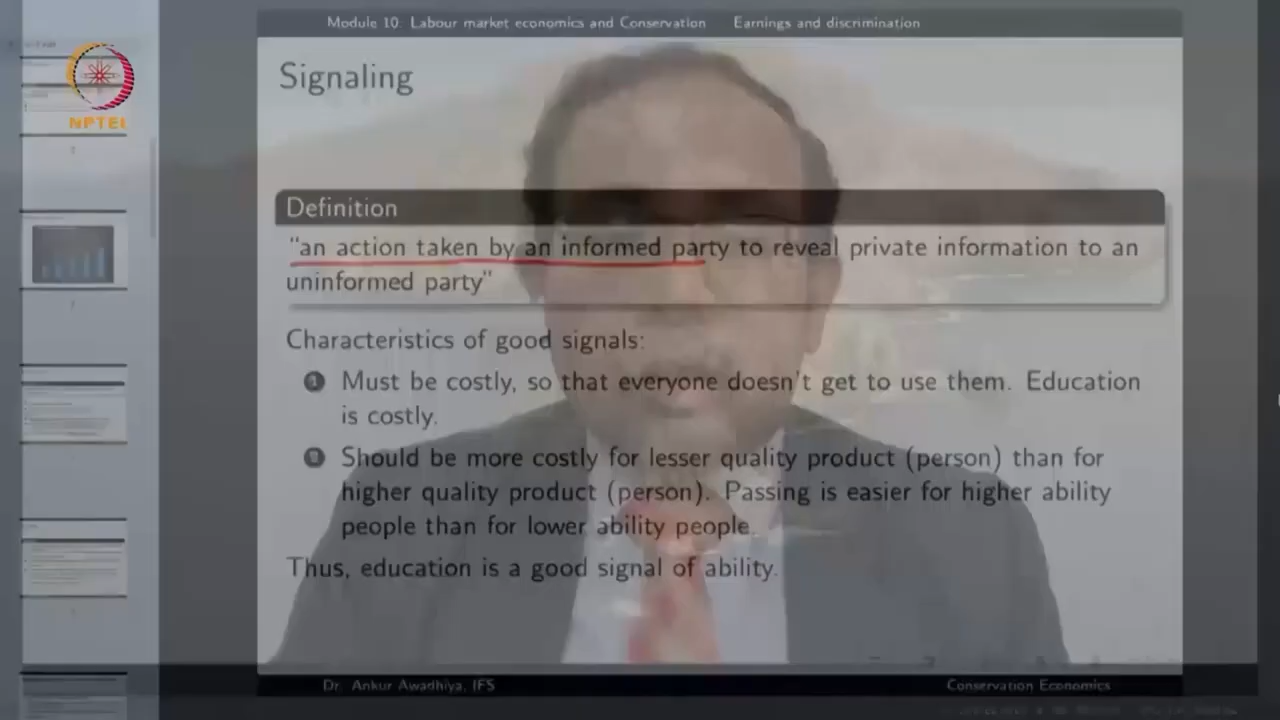 Module 10: Labour market economics and Conservation Earnings and discrimination
Signaling
NPTEL
Definition
"an action taken by an informed party to reveal private information to an
uninformed party"
Characteristics of good signals:
1 Must be costly, so that everyone doesn't get to use them. Education
is costly.
2 Should be more costly for lesser quality product (person) than for
higher quality product (person). Passing is easier for higher ability
people than for lower ability people.
Thus, education is a good signal of ability.
Dr. Ankur Awadhiya, IFS Conservation Economics